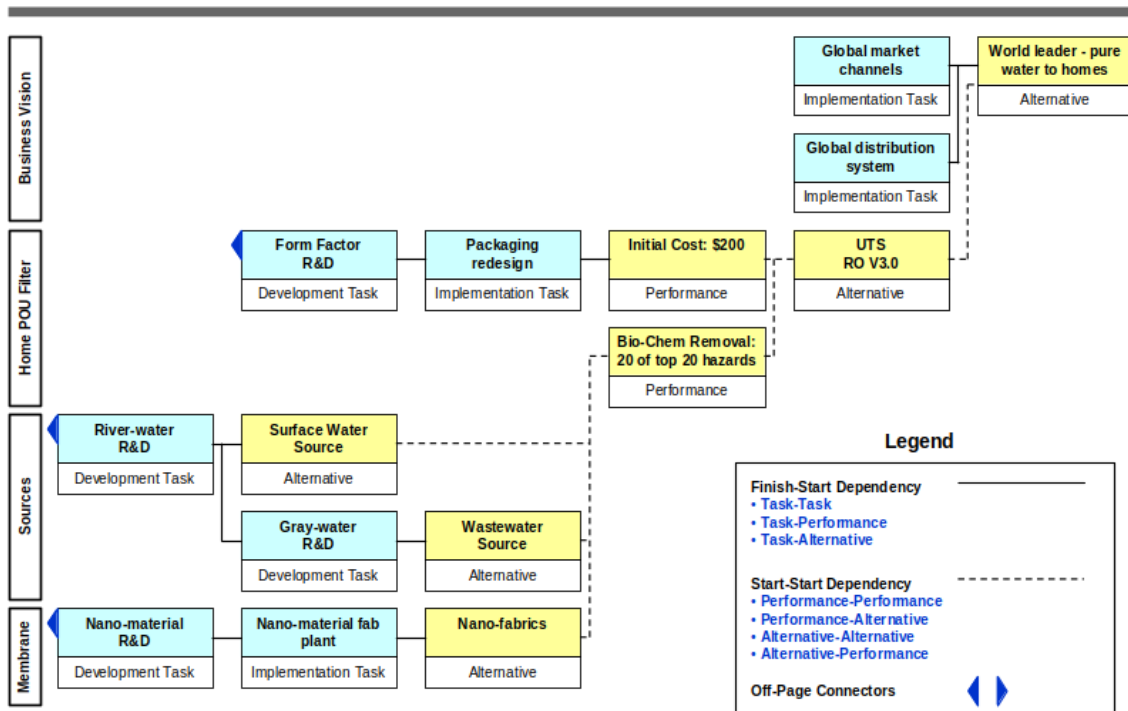 Business Vision
Global market
channels
Implementation Task
World leader - pure
water to homes
Alternative
Global distribution
system
Implementation Task
Home POU Filter
Form Factor
R&D
Development Task
Packaging
redesign
Implementation Task
Initial Cost: $200
Performance
UTS
RO V3.0
Alternative
Bio-Chem Removal:
20 of top 20 hazards
Performance
Sources
River-water
R&D
Development Task
Surface Water
Source
Alternative
Gray-water
R&D
Development Task
Wastewater
Source
Alternative
Membrane
Nano-material
R&D
Development Task
Nano-material fab
plant
Implementation Task
Nano-fabrics
Alternative
Legend
Finish-Start Dependency
• Task-Task
• Task-Performance
• Task-Alternative
Start-Start Dependency
• Performance-Performance
• Performance-Alternative
• Alternative-Alternative
• Alternative-Performance
Off-Page Connectors